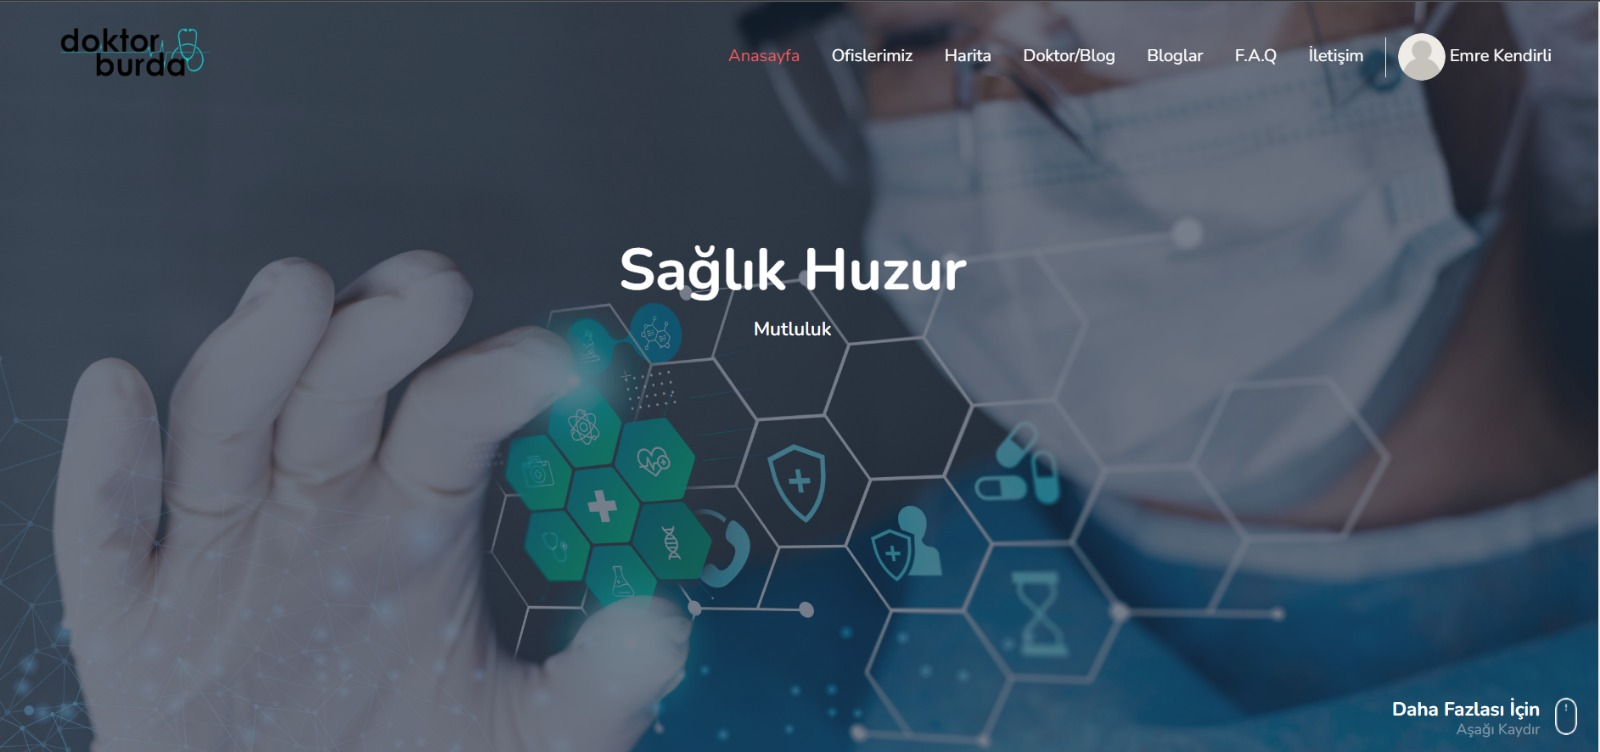 doktor
burda
Anasayfa
Ofislerimiz
Harita
Doktor/Blog
Bloglar
F.A.Q
İletişim
Emre Kendirli
Sağlık Huzur
Mutluluk
Daha Fazlası İçin
Aşağı Kaydır